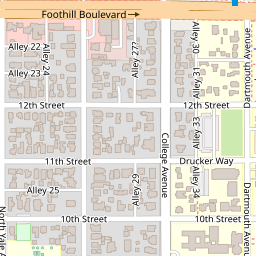 Foothill Boulevard
Alley 22
Alley 24
Alley 277
Alley 30
Dartmouth Avenue
Alley 23
Alley 31
12th Street
12th Street
Alley 33
College Avenue
11th Street
Drucker Way
Alley 25
Alley 29
Alley 34
Dartmouth Avenue
North Yale
10th Street
10th Street